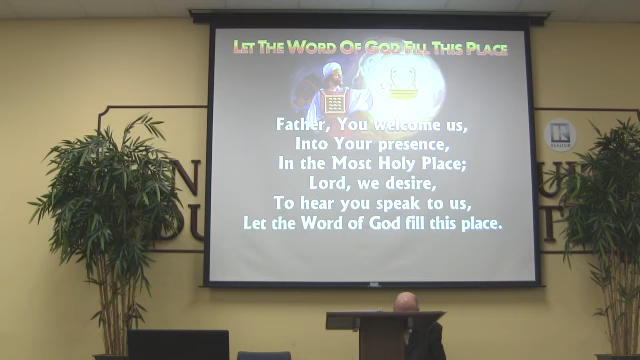 LET THE WORD OF GOD FILL THIS PLACE
Father, You welcome us,
Into Your presence,
In the Most Holy Place;
Lord, we desire,
To hear you speak to us,
Let the Word of God fill this place.
REALTOR